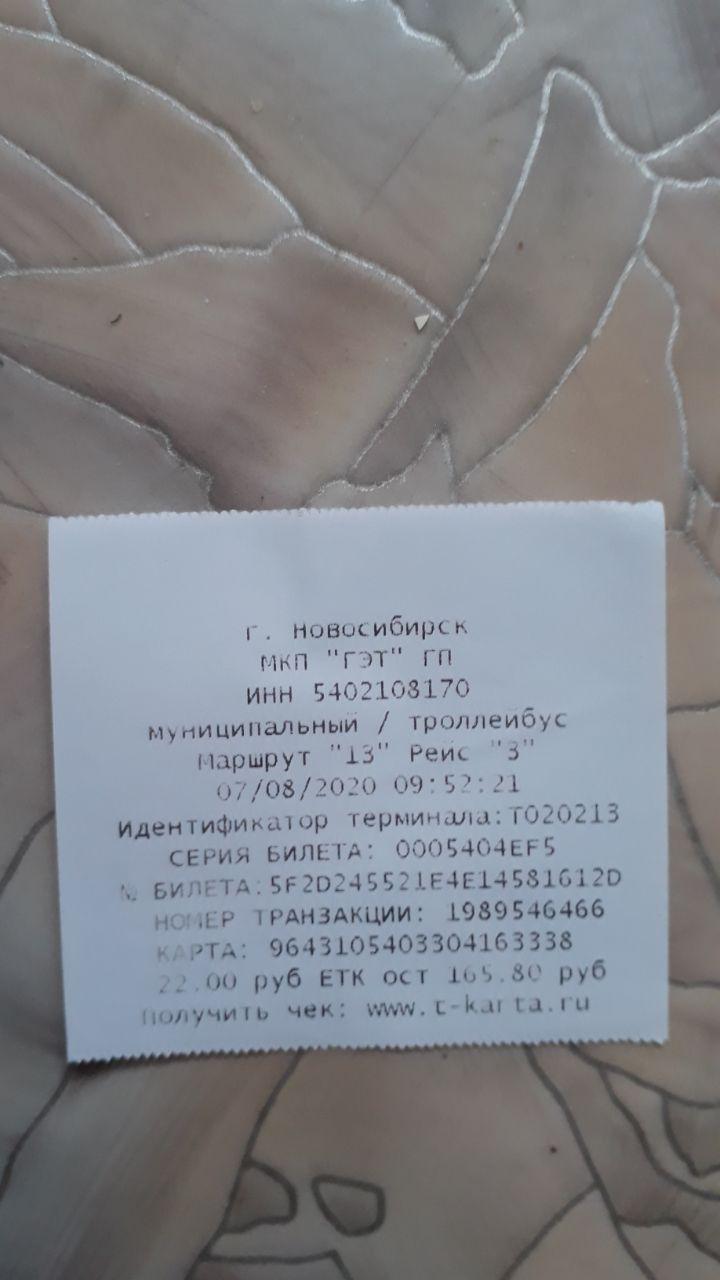 г. Новосибирск
МКП "ГЭТ" ГП
ИНН 5402108170
муниципальный / троллейбус
Маршрут "13" Рейс "3"
07/08/2020 09:52:21
Идентификатор терминала:T020213
СЕРИЯ БИЛЕТА: 0005404EF5
№ БИЛЕТА:5F2D245521E4E14581612D
НОМЕР ТРАНЗАКЦИИ: 1989546466
КАРТА: 9643105403304163338
22.00 руб ЕТК ост 165.80 руб
получить чек: www.t-karta.ru